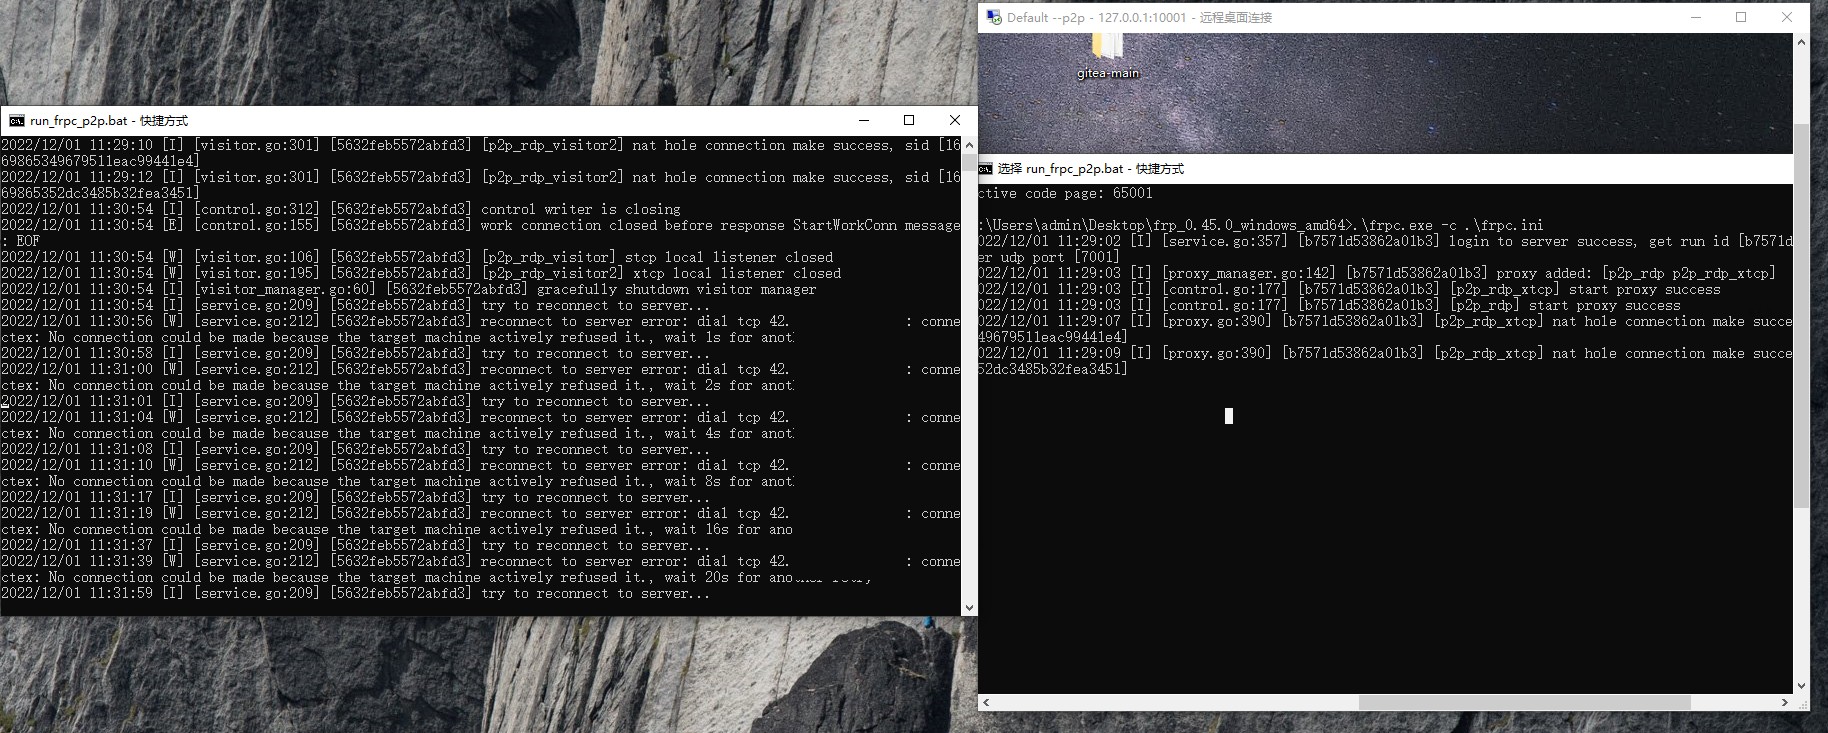 run_frpc_p2p.bat - 快捷方式
2022/12/01 11:29:10 [I] [visitor.go:301] [5632feb5572abfd3] [p2p_rdp_visitor2] nat hole connection make success, sid [16
69865349679511eac99441e4]
2022/12/01 11:29:12 [I] [visitor.go:301] [5632feb5572abfd3] [p2p_rdp_visitor2] nat hole connection make success, sid [16
69865352dc3485b32fea3451]
2022/12/01 11:30:54 [I] [control.go:312] [5632feb5572abfd3] control writer is closing
2022/12/01 11:30:54 [E] [control.go:155] [5632feb5572abfd3] work connection closed before response StartWorkConn message
: EOF
2022/12/01 11:30:54 [W] [visitor.go:106] [5632feb5572abfd3] [p2p_rdp_visitor] stcp local listener closed
2022/12/01 11:30:54 [W] [visitor.go:195] [5632feb5572abfd3] [p2p_rdp_visitor2] xtcp local listener closed
2022/12/01 11:30:54 [I] [visitor_manager.go:60] [5632feb5572abfd3] gracefully shutdown visitor manager
2022/12/01 11:30:54 [I] [service.go:209] [5632feb5572abfd3] try to reconnect to server...
2022/12/01 11:30:56 [W] [service.go:212] [5632feb5572abfd3] reconnect to server error: dial tcp 42. : conne
ctex: No connection could be made because the target machine actively refused it., wait 1s for anot
2022/12/01 11:30:58 [I] [service.go:209] [5632feb5572abfd3] try to reconnect to server...
2022/12/01 11:31:00 [W] [service.go:212] [5632feb5572abfd3] reconnect to server error: dial tcp 42. : conne
ctex: No connection could be made because the target machine actively refused it., wait 2s for anot
2022/12/01 11:31:01 [I] [service.go:209] [5632feb5572abfd3] try to reconnect to server...
2022/12/01 11:31:04 [W] [service.go:212] [5632feb5572abfd3] reconnect to server error: dial tcp 42. : conne
ctex: No connection could be made because the target machine actively refused it., wait 4s for anot
2022/12/01 11:31:08 [I] [service.go:209] [5632feb5572abfd3] try to reconnect to server...
2022/12/01 11:31:10 [W] [service.go:212] [5632feb5572abfd3] reconnect to server error: dial tcp 42. : conne
ctex: No connection could be made because the target machine actively refused it., wait 8s for anot
2022/12/01 11:31:17 [I] [service.go:209] [5632feb5572abfd3] try to reconnect to server...
2022/12/01 11:31:19 [W] [service.go:212] [5632feb5572abfd3] reconnect to server error: dial tcp 42. : conne
ctex: No connection could be made because the target machine actively refused it., wait 16s for ano
2022/12/01 11:31:37 [I] [service.go:209] [5632feb5572abfd3] try to reconnect to server...
2022/12/01 11:31:39 [W] [service.go:212] [5632feb5572abfd3] reconnect to server error: dial tcp 42. : conne
ctex: No connection could be made because the target machine actively refused it., wait 20s for another retry
2022/12/01 11:31:59 [I] [service.go:209] [5632feb5572abfd3] try to reconnect to server...
Default --p2p - 127.0.0.1:10001 - 远程桌面连接
gitea-main
选择 run_frpc_p2p.bat - 快捷方式
ctive code page: 65001
:\Users\admin\Desktop\frp_0.45.0_windows_amd64>.\frpc.exe -c .\frpc.ini
022/12/01 11:29:02 [I] [service.go:357] [b7571d53862a01b3] login to server success, get run id [b7571d
er udp port [7001]
022/12/01 11:29:03 [I] [proxy_manager.go:142] [b7571d53862a01b3] proxy added: [p2p_rdp p2p_rdp_xtcp]
022/12/01 11:29:03 [I] [control.go:177] [b7571d53862a01b3] [p2p_rdp_xtcp] start proxy success
022/12/01 11:29:03 [I] [control.go:177] [b7571d53862a01b3] [p2p_rdp] start proxy success
022/12/01 11:29:07 [I] [proxy.go:390] [b7571d53862a01b3] [p2p_rdp_xtcp] nat hole connection make succe
49679511eac99441e4]
022/12/01 11:29:09 [I] [proxy.go:390] [b7571d53862a01b3] [p2p_rdp_xtcp] nat hole connection make succe
52dc3485b32fea3451]